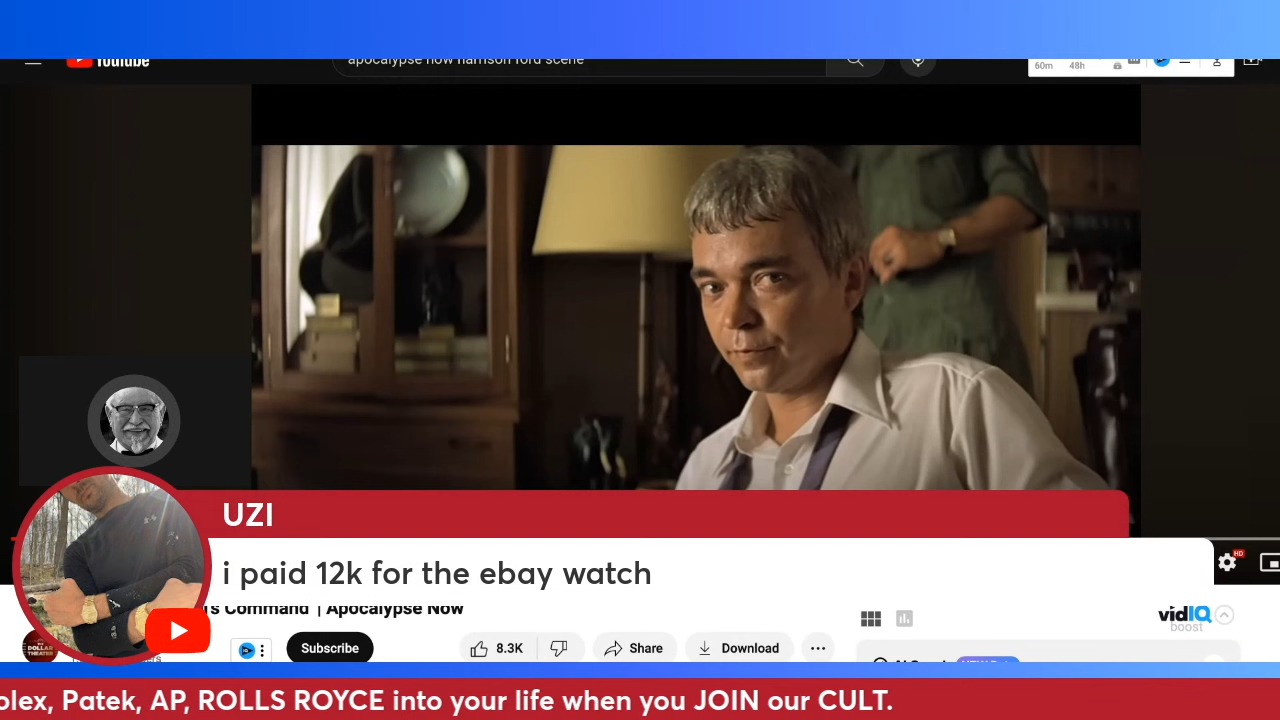 YouTube
apocalypse now harrison ford scene
60m 48h
HD
UZI
i paid 12k for the ebay watch
s Command | Apocalypse Now
vidIQ
boost
DOLLAR
Subscribe
8.3K
Share
Download
olex, Patek, AP, ROLLS ROYCE into your life when you JOIN our CULT.